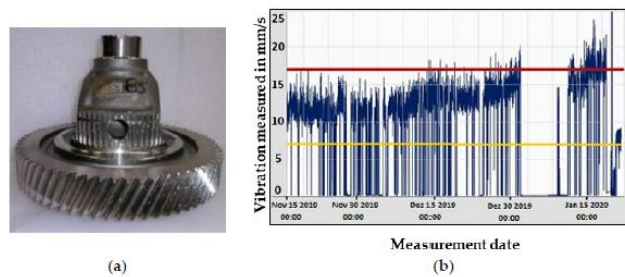 25
20
15
10
5
0
Vibration measured in mm/s
Nov 15 2019 Nov 30 2019 Dez 15 2019 Dez 30 2019 Jan 15 2020
00:00 00:00 00:00 00:00 00:00
Measurement date
(a) (b)